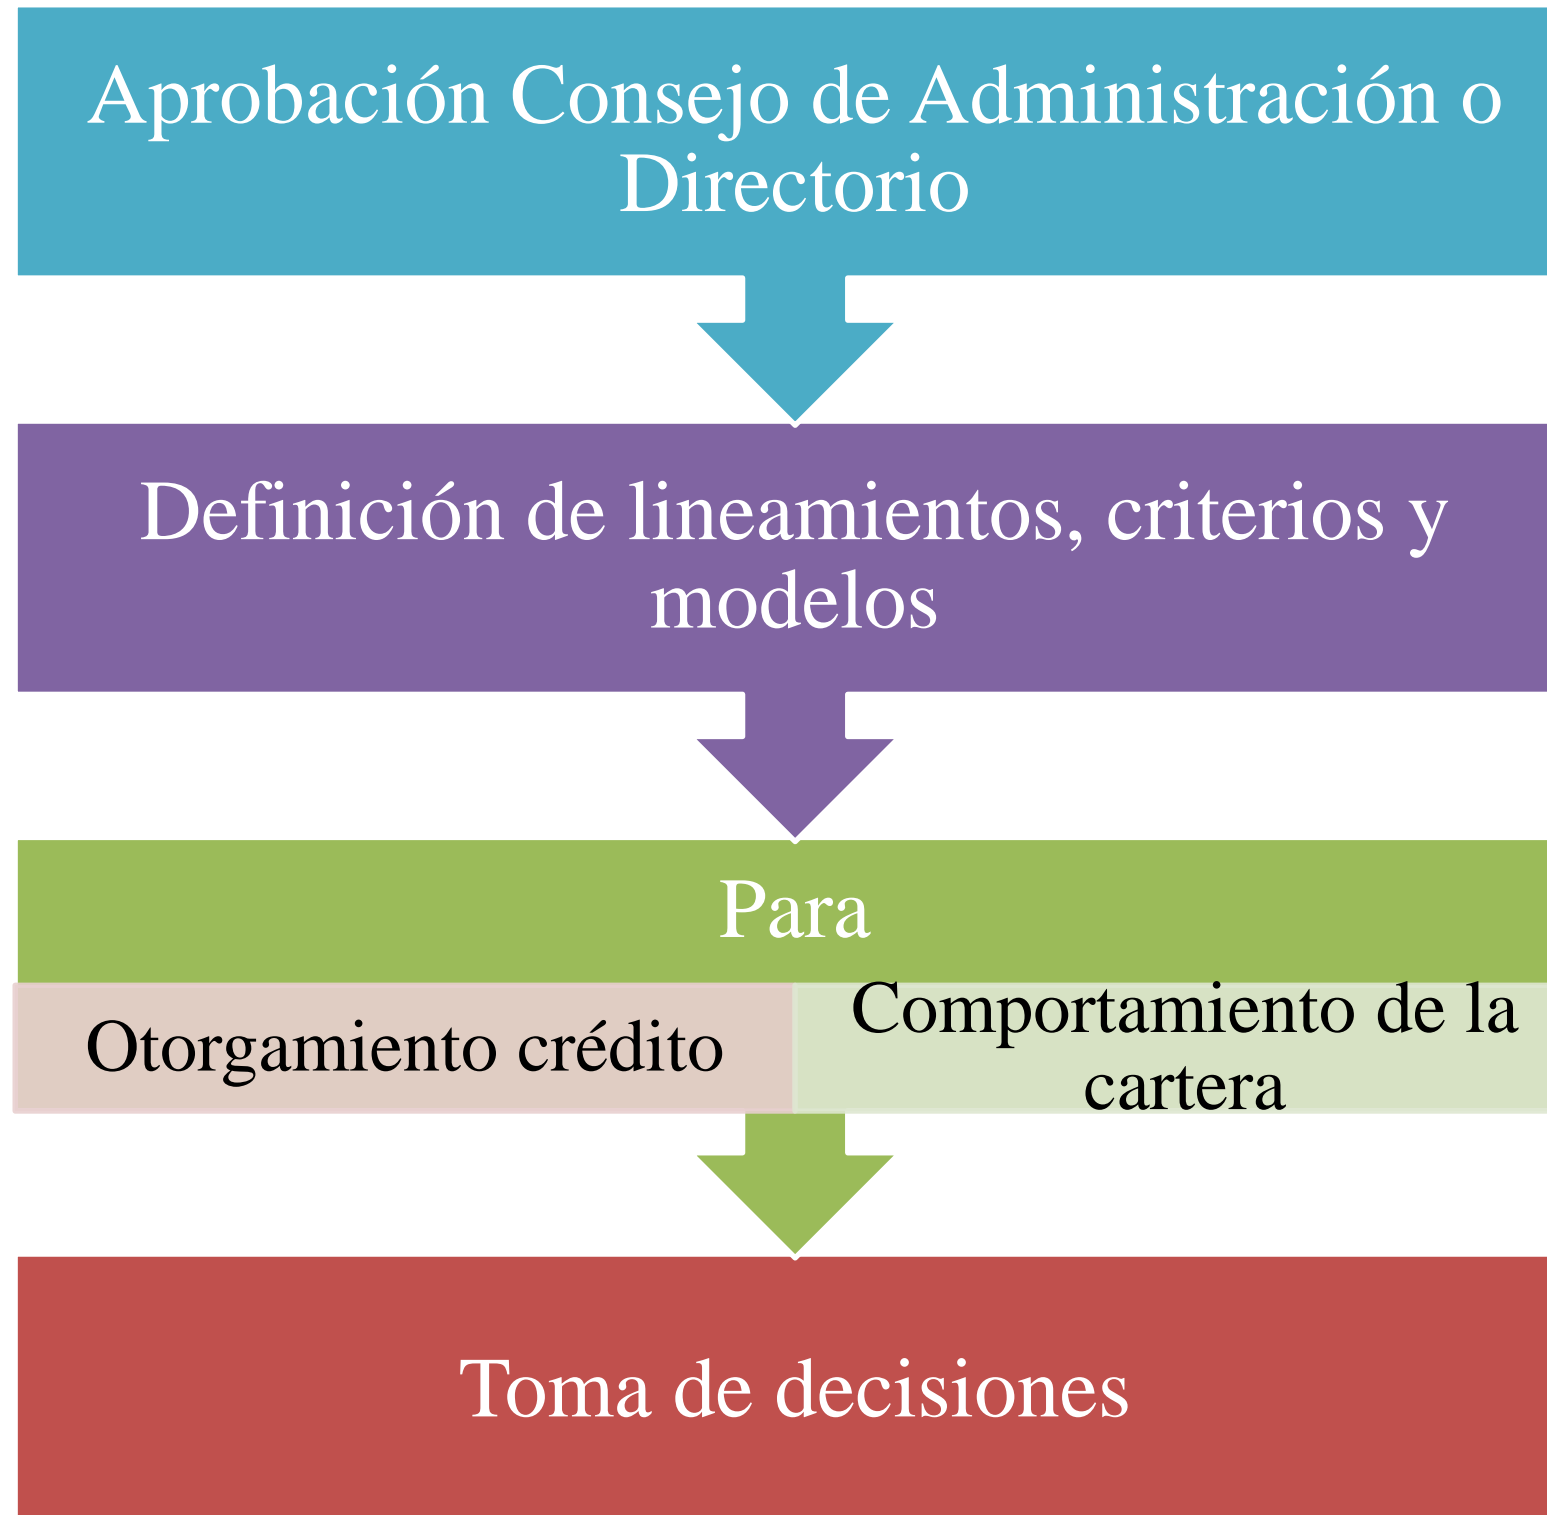 Aprobación Consejo de Administración o
Directorio
Definición de lineamientos, criterios y
modelos
Para
Otorgamiento crédito
Comportamiento de la
cartera
Toma de decisiones